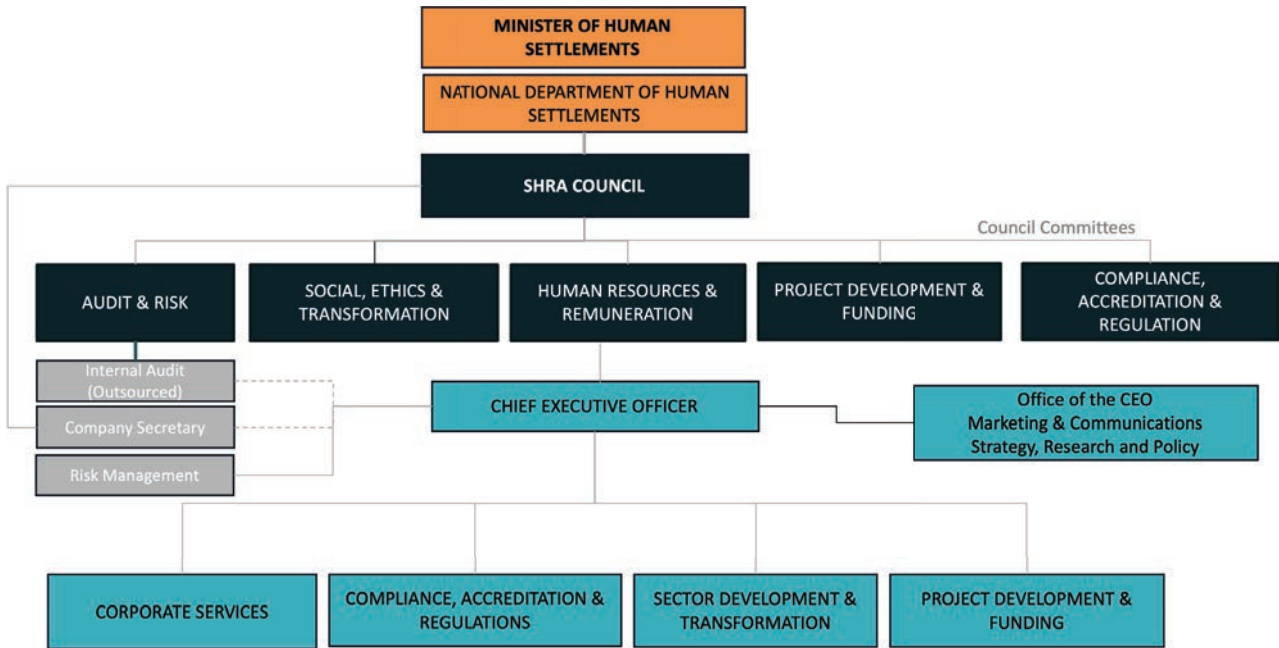 MINISTER OF HUMAN
SETTLEMENTS
NATIONAL DEPARTMENT OF HUMAN
SETTLEMENTS
SHRA COUNCIL
Council Committees
AUDIT & RISK
SOCIAL, ETHICS &
TRANSFORMATION
HUMAN RESOURCES &
REMUNERATION
PROJECT DEVELOPMENT &
FUNDING
COMPLIANCE,
ACCREDITATION &
REGULATION
Internal Audit
(Outsourced)
Company Secretary
Risk Management
CHIEF EXECUTIVE OFFICER
Office of the CEO
Marketing & Communications
Strategy, Research and Policy
CORPORATE SERVICES
COMPLIANCE, ACCREDITATION &
REGULATIONS
SECTOR DEVELOPMENT &
TRANSFORMATION
PROJECT DEVELOPMENT &
FUNDING